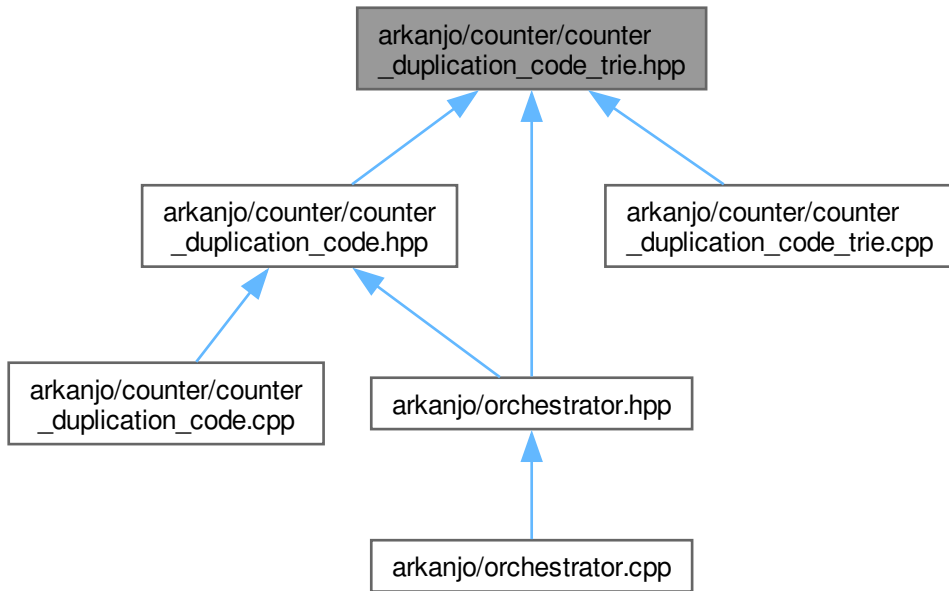 arkanjo/counter/counter
_duplication_code_trie.hpp
arkanjo/counter/counter
_duplication_code.hpp
arkanjo/counter/counter
_duplication_code_trie.cpp
arkanjo/counter/counter
_duplication_code.cpp
arkanjo/orchestrator.hpp
arkanjo/orchestrator.cpp